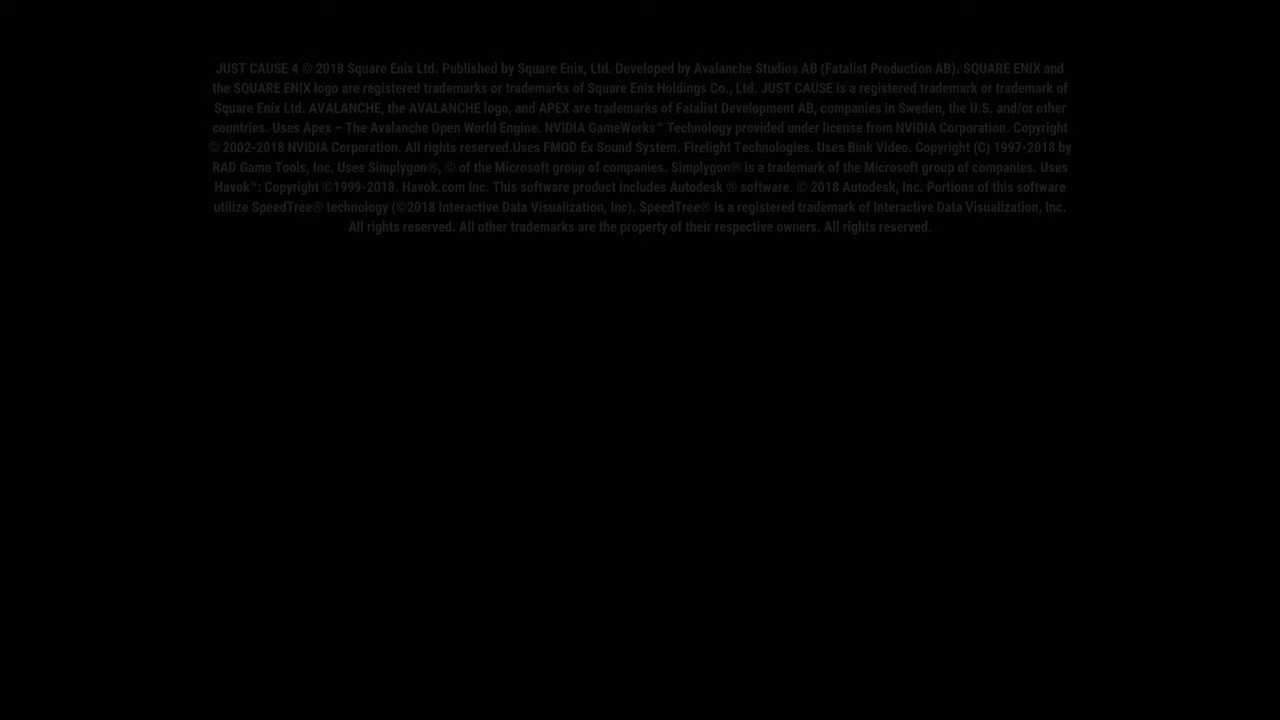 JUST CAUSE 4 © 2018 Square Enix Ltd. Published by Square Enix, Ltd. Developed by Avalanche Studios AB (Fatalist Production AB). SQUARE ENIX and
the SQUARE ENIX logo are registered trademarks or trademarks of Square Enix Holdings Co., Ltd. JUST CAUSE is a registered trademark or trademark of
Square Enix Ltd. AVALANCHE, the AVALANCHE logo, and APEX are trademarks of Fatalist Development AB, companies in Sweden, the U.S. and/or other
countries. Uses Apex – The Avalanche Open World Engine. NVIDIA GameWorks™ Technology provided under license from NVIDIA Corporation. Copyright
© 2002-2018 NVIDIA Corporation. All rights reserved.Uses FMOD Ex Sound System. Firelight Technologies. Uses Bink Video. Copyright (C) 1997-2018 by
RAD Game Tools, Inc. Uses Simplygon®, © of the Microsoft group of companies. Simplygon® is a trademark of the Microsoft group of companies. Uses
Havok™: Copyright ©1999-2018. Havok.com Inc. This software product includes Autodesk ® software. © 2018 Autodesk, Inc. Portions of this software
utilize SpeedTree® technology (©2018 Interactive Data Visualization, Inc). SpeedTree® is a registered trademark of Interactive Data Visualization, Inc.
All rights reserved. All other trademarks are the property of their respective owners. All rights reserved.